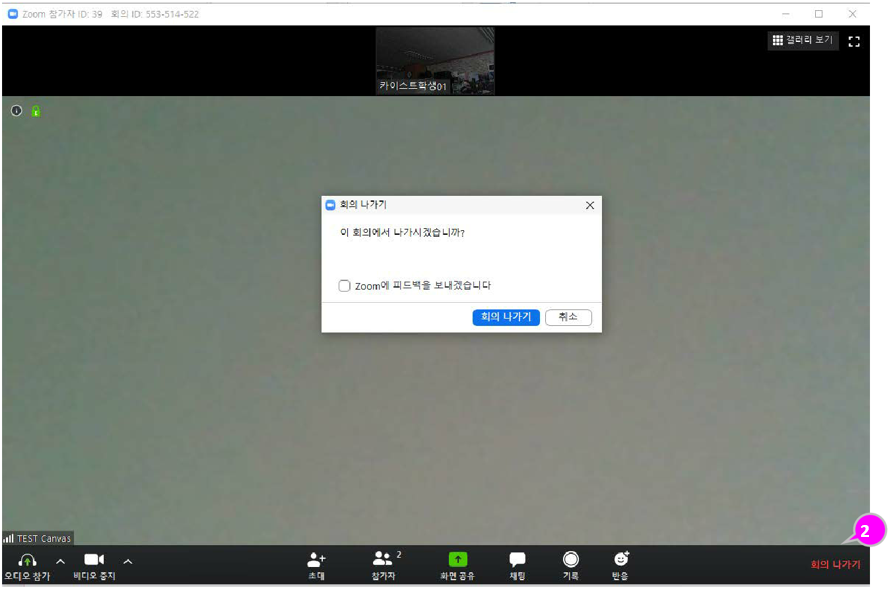 Zoom 참가자 ID: 39 회의 ID: 553-514-522
갤러리 보기
카이스트학생01
회의 나가기
이 회의에서 나가시겠습니까?
Zoom에 피드백을 보내겠습니다
회의 나가기 취소
TEST Canvas
2
2
오디오 참가 비디오 중지 초대 참가자 화면 공유 채팅 기록 반응 회의 나가기